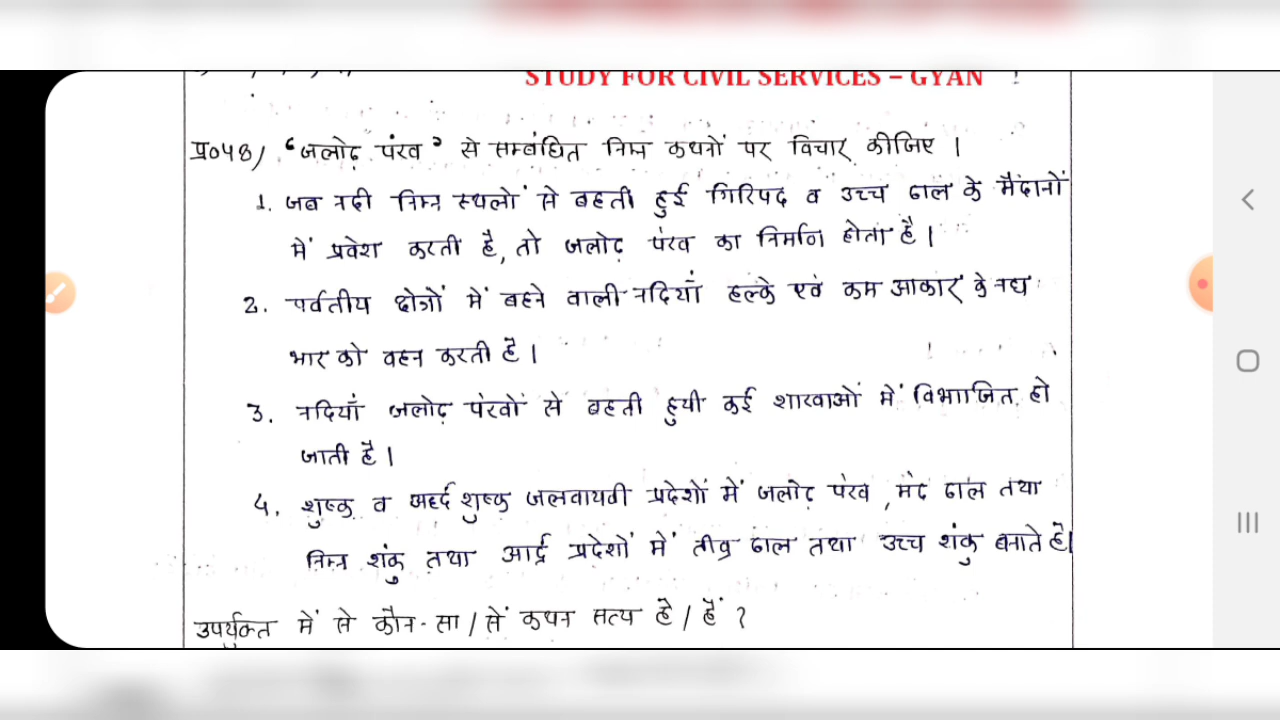 STUDY FOR CIVIL SERVICES – GYAN
प्र०48/ 'जलोढ़ पंख' से सम्बंधित निम्न कथनों पर विचार कीजिए ।
1. जब नदी निम्न स्थलों से बहती हुई गिरिपद व उच्च ढाल के मैदानों
में प्रवेश करती है, तो जलोढ़ पंख का निर्माण होता है ।
2. पर्वतीय क्षेत्रों में बहने वाली नदियाँ हल्के एवं कम आकार के नद्य
भार को वहन करती हैं ।
3. नदियाँ जलोढ़ पंखों से बहती हुयी कई शाखाओं में विभाजित हो
जाती हैं ।
4. शुष्क व अर्द्ध शुष्क जलवायवी प्रदेशों में जलोढ़ पंख, मंद ढाल तथा
निम्न शंकु तथा आर्द्र प्रदेशों में तीव्र ढाल तथा उच्च शंकु बनाते हैं।
उपर्युक्त में से कौन-सा/से कथन सत्य है/हैं ?